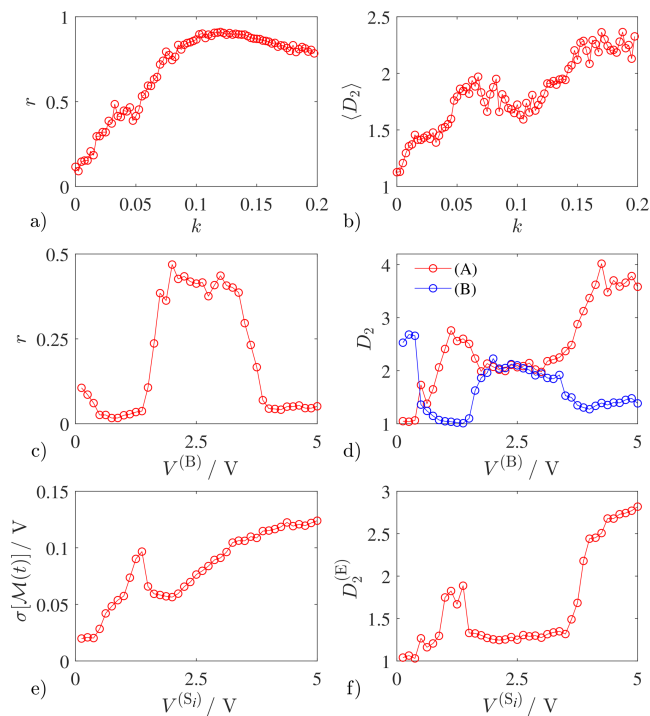 1
0.5
0
r
0 0.05 0.1 0.15 0.2
k
a)
2.5
2
1.5
1
⟨D₂⟩
0 0.05 0.1 0.15 0.2
k
b)
0.5
0.25
0
r
0 2.5 5
V⁽ᴮ⁾ / V
c)
4
3
2
1
D₂
(A)
(B)
0 2.5 5
V⁽ᴮ⁾ / V
d)
0.15
0.1
0.05
0
σ[ℳ(t)] / V
0 2.5 5
V^(S_i) / V
e)
3
2.5
2
1.5
1
D₂^(E)
0 2.5 5
V^(S_i) / V
f)